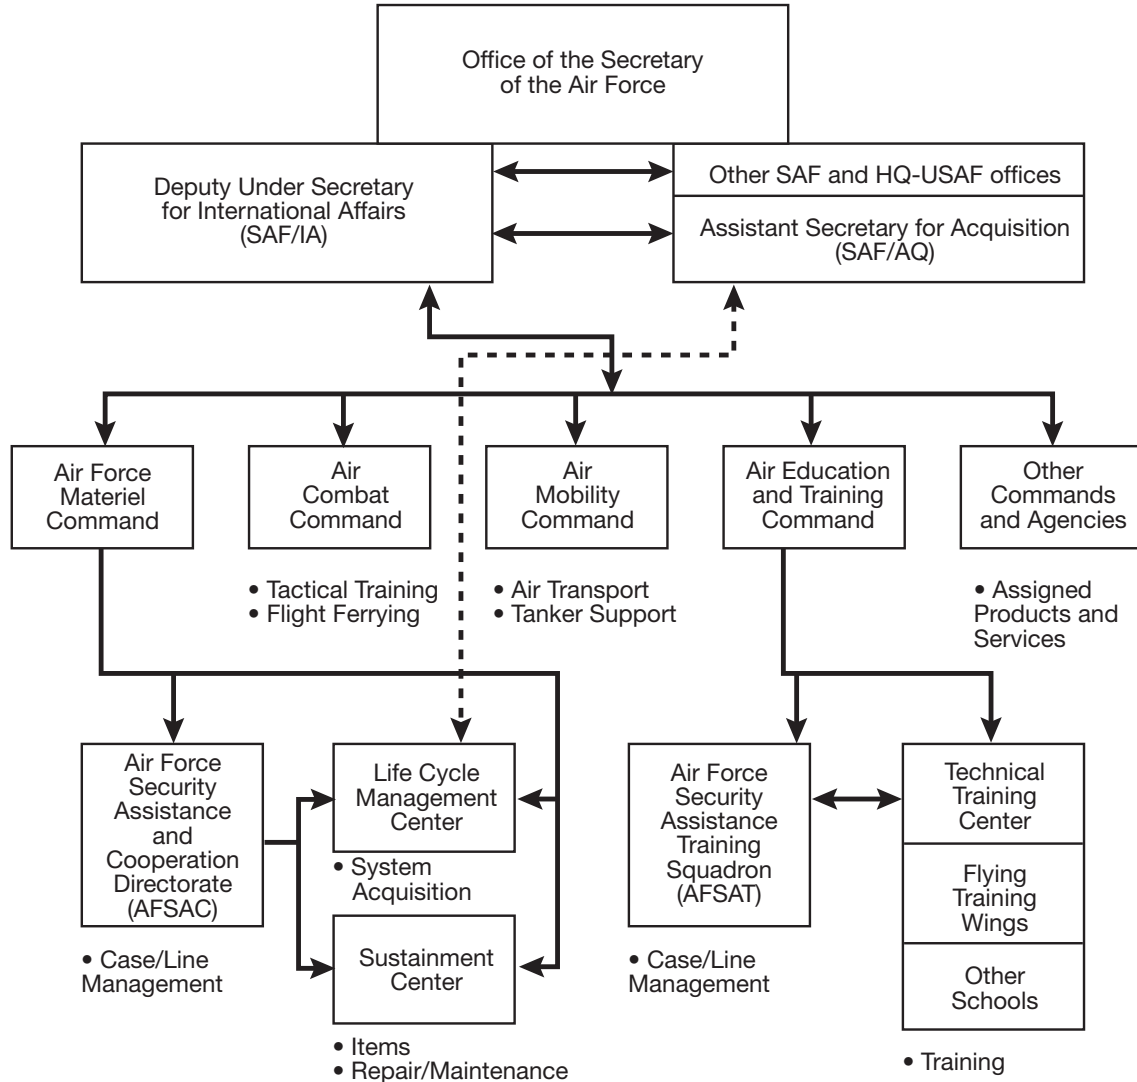 Office of the Secretary
of the Air Force
Deputy Under Secretary
for International Affairs
(SAF/IA)
Other SAF and HQ-USAF offices
Assistant Secretary for Acquisition
(SAF/AQ)
Air Force
Materiel
Command
Air
Combat
Command
Air
Mobility
Command
Air Education
and Training
Command
Other
Commands
and Agencies
• Tactical Training
• Flight Ferrying
• Air Transport
• Tanker Support
• Assigned
Products and
Services
Air Force
Security
Assistance
and
Cooperation
Directorate
(AFSAC)
• Case/Line
Management
Life Cycle
Management
Center
• System
Acquisition
Sustainment
Center
• Items
• Repair/Maintenance
Air Force
Security
Assistance
Training
Squadron
(AFSAT)
• Case/Line
Management
Technical
Training
Center
Flying
Training
Wings
Other
Schools
• Training